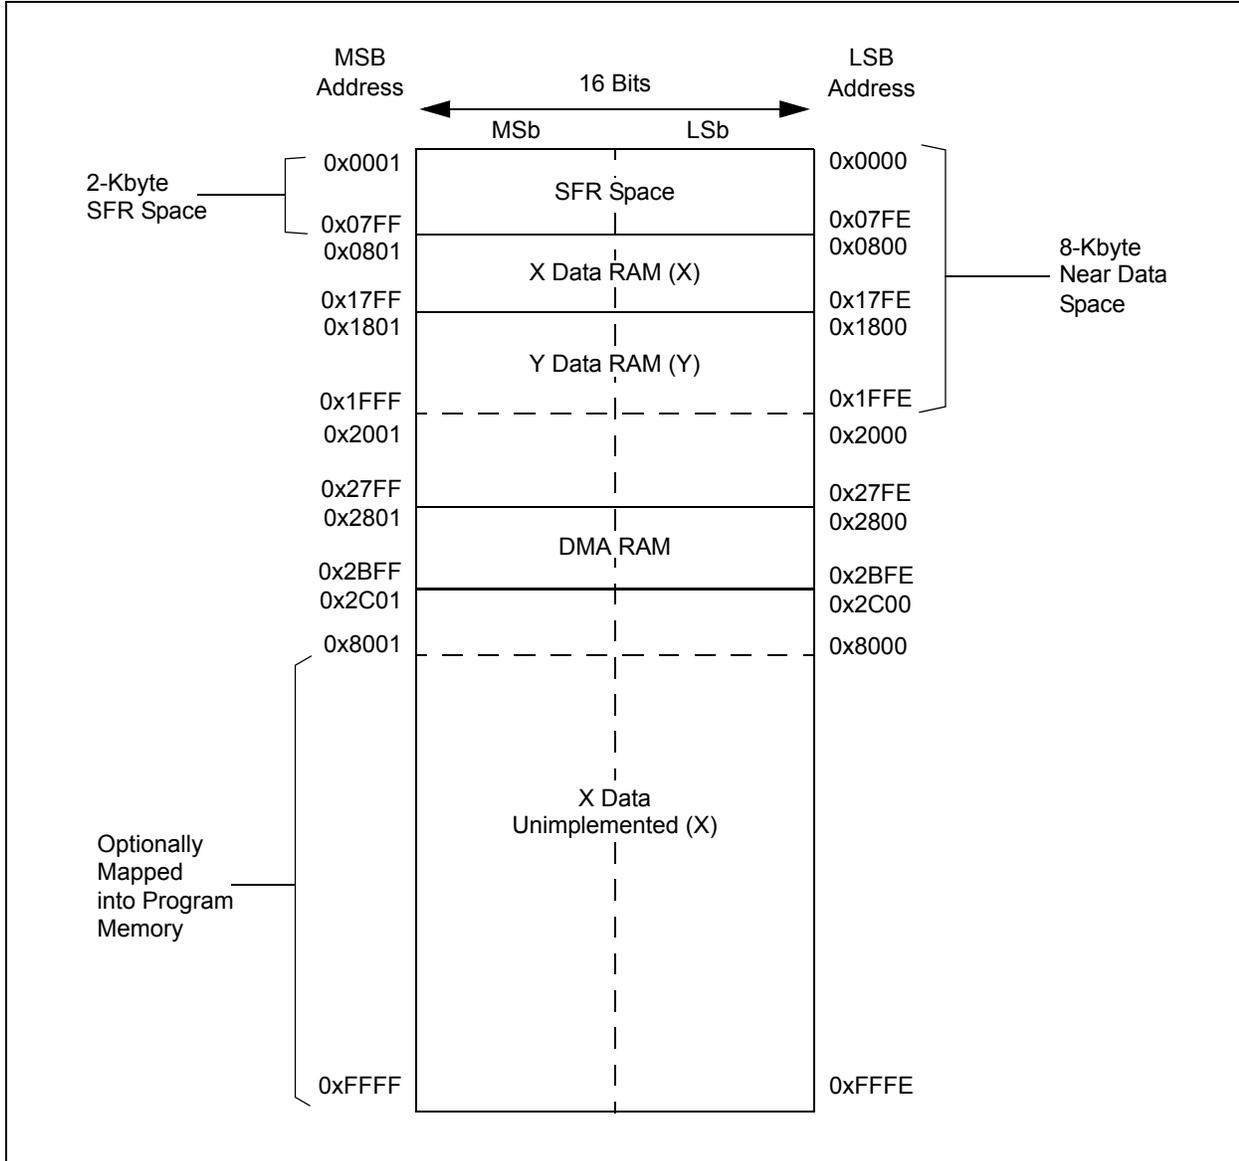 MSB
Address
LSB
Address
16 Bits
MSb
LSb
2-Kbyte
SFR Space
0x0001
SFR Space
0x0000
0x07FF
0x07FE
0x0801
0x0800
8-Kbyte
Near Data
Space
X Data RAM (X)
0x17FF
0x17FE
0x1801
0x1800
Y Data RAM (Y)
0x1FFF
0x1FFE
0x2001
0x2000
0x27FF
0x27FE
0x2801
0x2800
DMA RAM
0x2BFF
0x2BFE
0x2C01
0x2C00
0x8001
0x8000
X Data
Unimplemented (X)
Optionally
Mapped
into Program
Memory
0xFFFF
0xFFFE